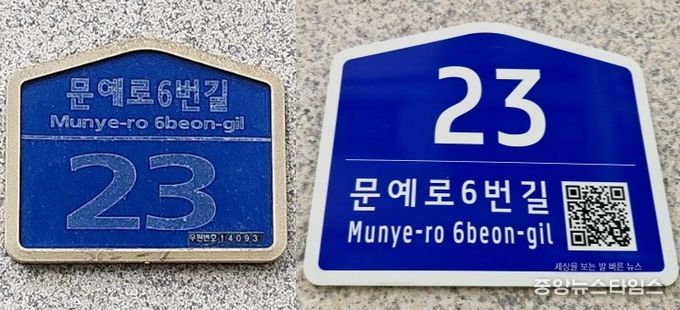 문예로6번길
Munye-ro 6beon-gil
23
우편번호 14093
23
문예로6번길
Munye-ro 6beon-gil
세상을 보는 발 빠른 뉴스
중앙뉴스타임스